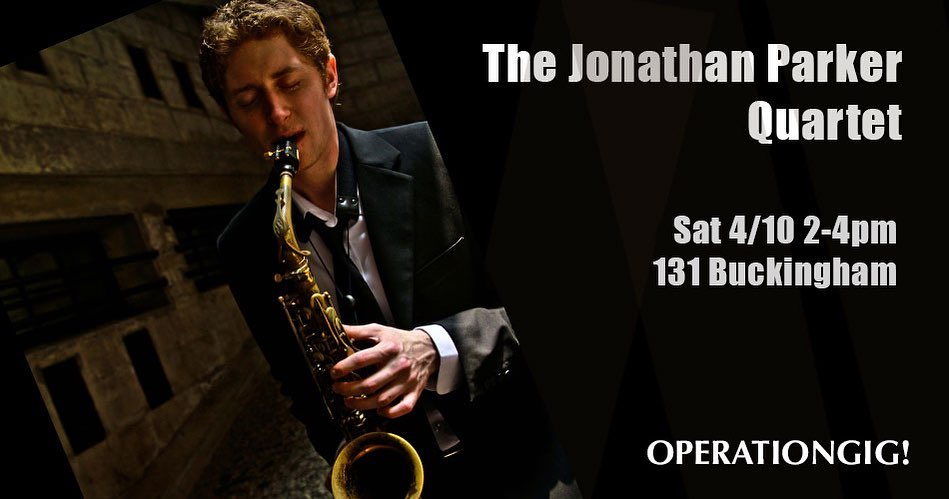 The Jonathan Parker
Quartet
Sat 4/10 2-4pm
131 Buckingham
OPERATIONGIG!